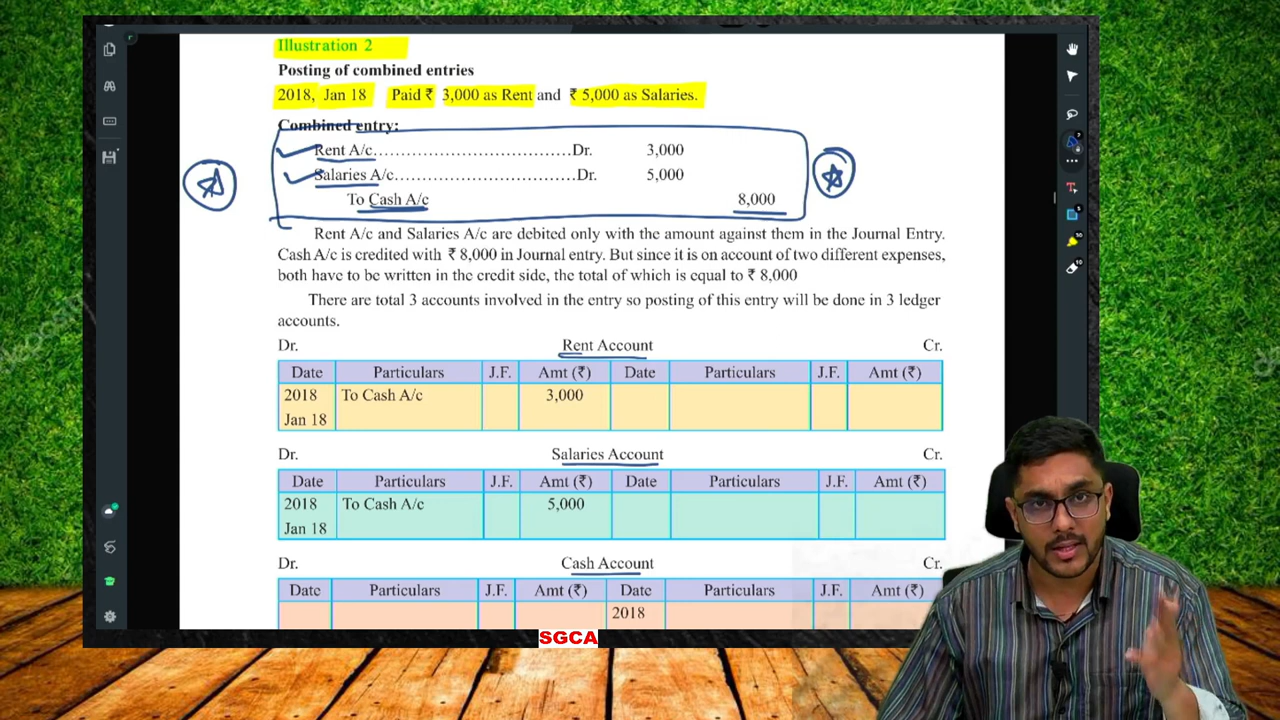 Illustration 2
Posting of combined entries
2018, Jan 18 Paid ₹ 3,000 as Rent and ₹ 5,000 as Salaries.
Combined entry:
Rent A/c........................................Dr. 3,000
Salaries A/c.....................................Dr. 5,000
To Cash A/c 8,000
Rent A/c and Salaries A/c are debited only with the amount against them in the Journal Entry.
Cash A/c is credited with ₹ 8,000 in Journal entry. But since it is on account of two different expenses,
both have to be written in the credit side, the total of which is equal to ₹ 8,000
There are total 3 accounts involved in the entry so posting of this entry will be done in 3 ledger
accounts.
Dr. Rent Account Cr.
Date Particulars J.F. Amt (₹) Date Particulars J.F. Amt (₹)
2018 To Cash A/c 3,000
Jan 18
Dr. Salaries Account Cr.
Date Particulars J.F. Amt (₹) Date Particulars J.F. Amt (₹)
2018 To Cash A/c 5,000
Jan 18
Dr. Cash Account Cr.
Date Particulars J.F. Amt (₹) Date Particulars J.F. Amt (₹)
2018
SGCA